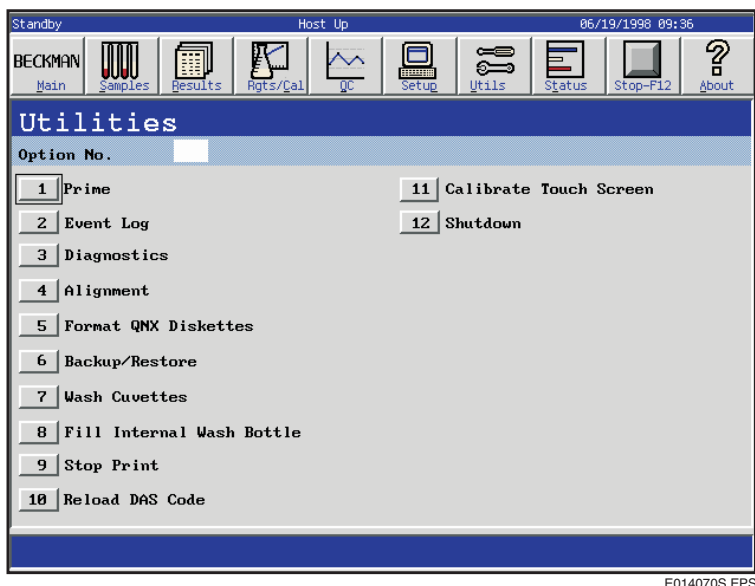 Standby Host Up 06/19/1998 09:36
BECKMAN
Main Samples Results Rgts/Cal QC Setup Utils Status Stop-F12 About
Utilities
Option No.
1 Prime
2 Event Log
3 Diagnostics
4 Alignment
5 Format QNX Diskettes
6 Backup/Restore
7 Wash Cuvettes
8 Fill Internal Wash Bottle
9 Stop Print
10 Reload DAS Code
11 Calibrate Touch Screen
12 Shutdown
E014070S.EPS